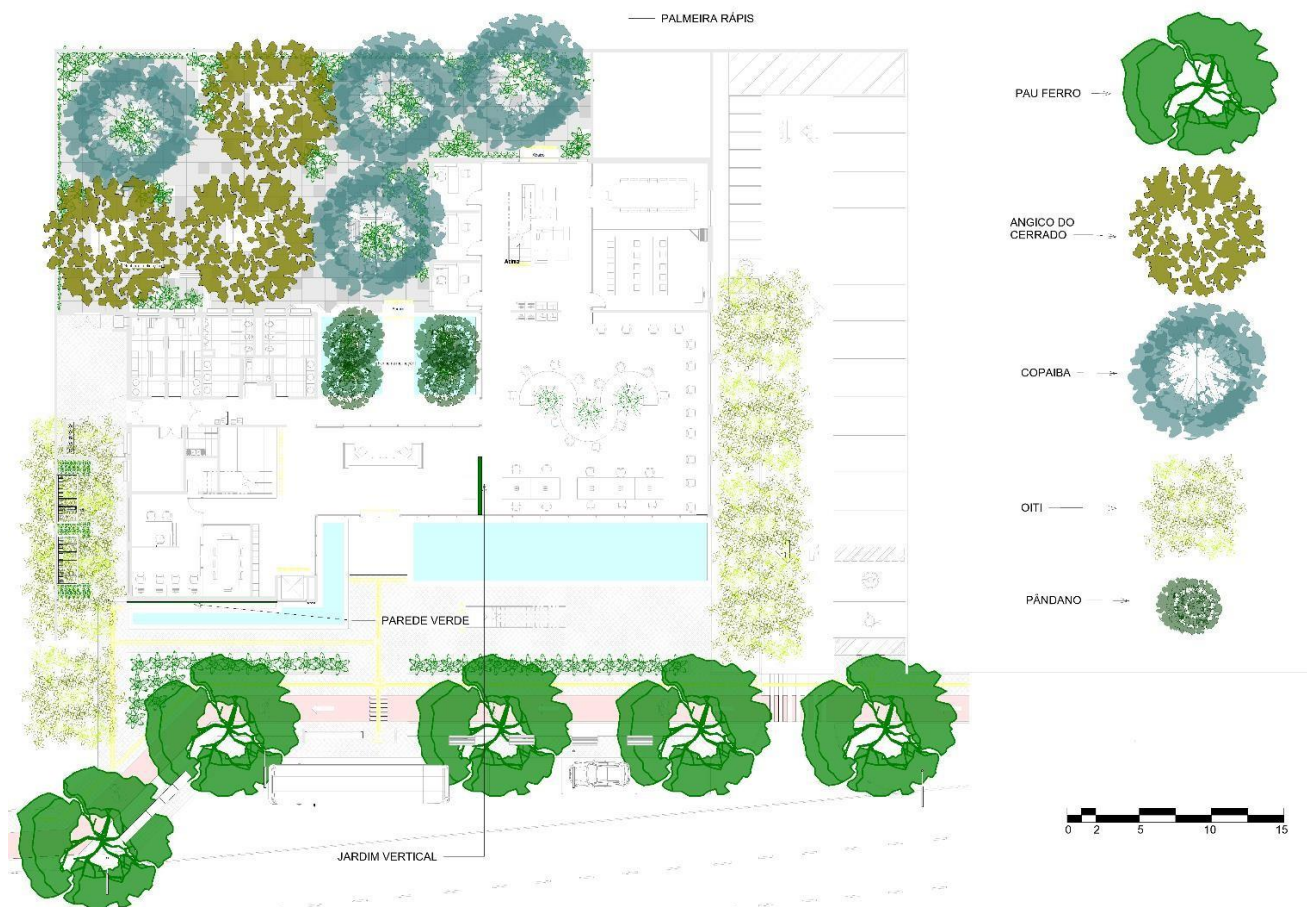 PALMEIRA RÁPIS
PAU FERRO
ANGICO DO
CERRADO
COPAIBA
OITI
PÂNDANO
PAREDE VERDE
JARDIM VERTICAL
0 2 5 10 15